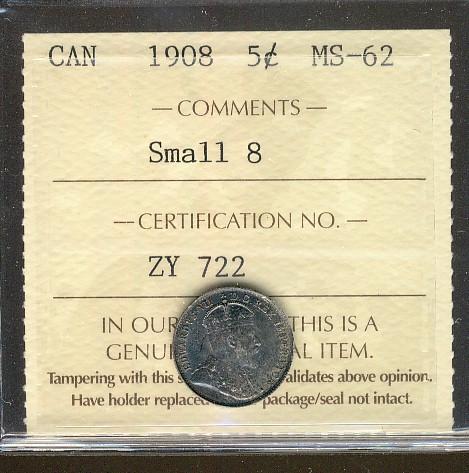 CAN 1908 5¢ MS-62
— COMMENTS —
Small 8
— CERTIFICATION NO. —
ZY 722
IN OUR THIS IS A
ITEM.
Tampering with this above opinion.
Have holder package/seal not intact.